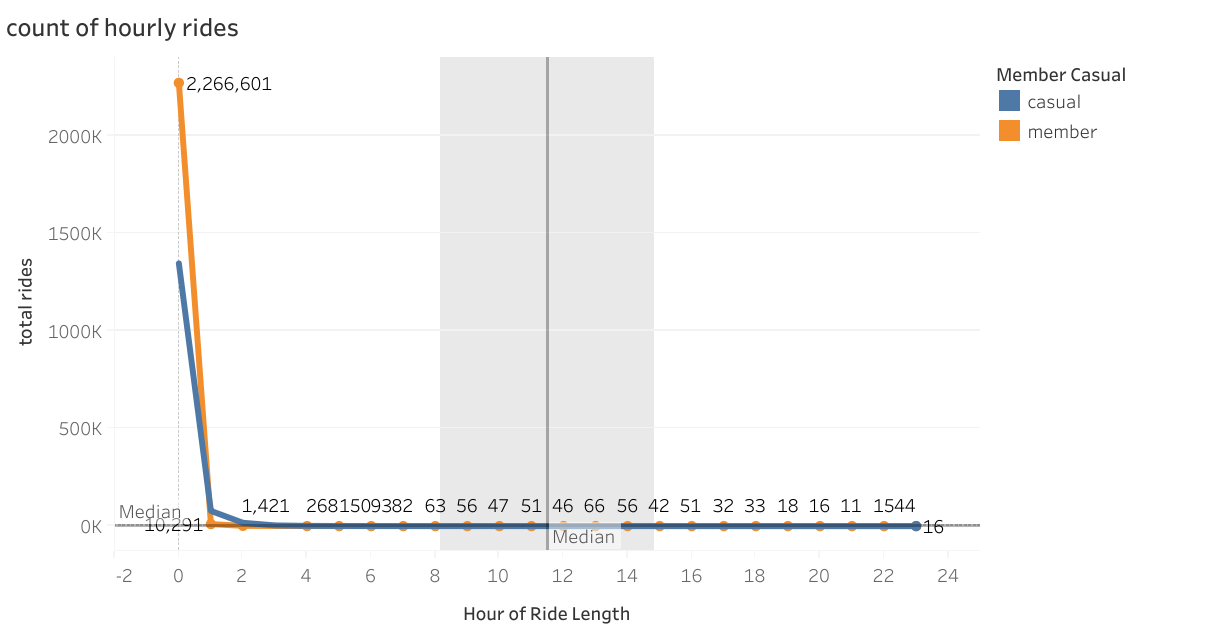 count of hourly rides
Member Casual
casual
member
total rides
2000K
1500K
1000K
500K
0K
2,266,601
Median
10,291
1,421 2681509382 63 56 47 51 46 66 56 42 51 32 33 18 16 11 1544
16
Median
-2 0 2 4 6 8 10 12 14 16 18 20 22 24
Hour of Ride Length